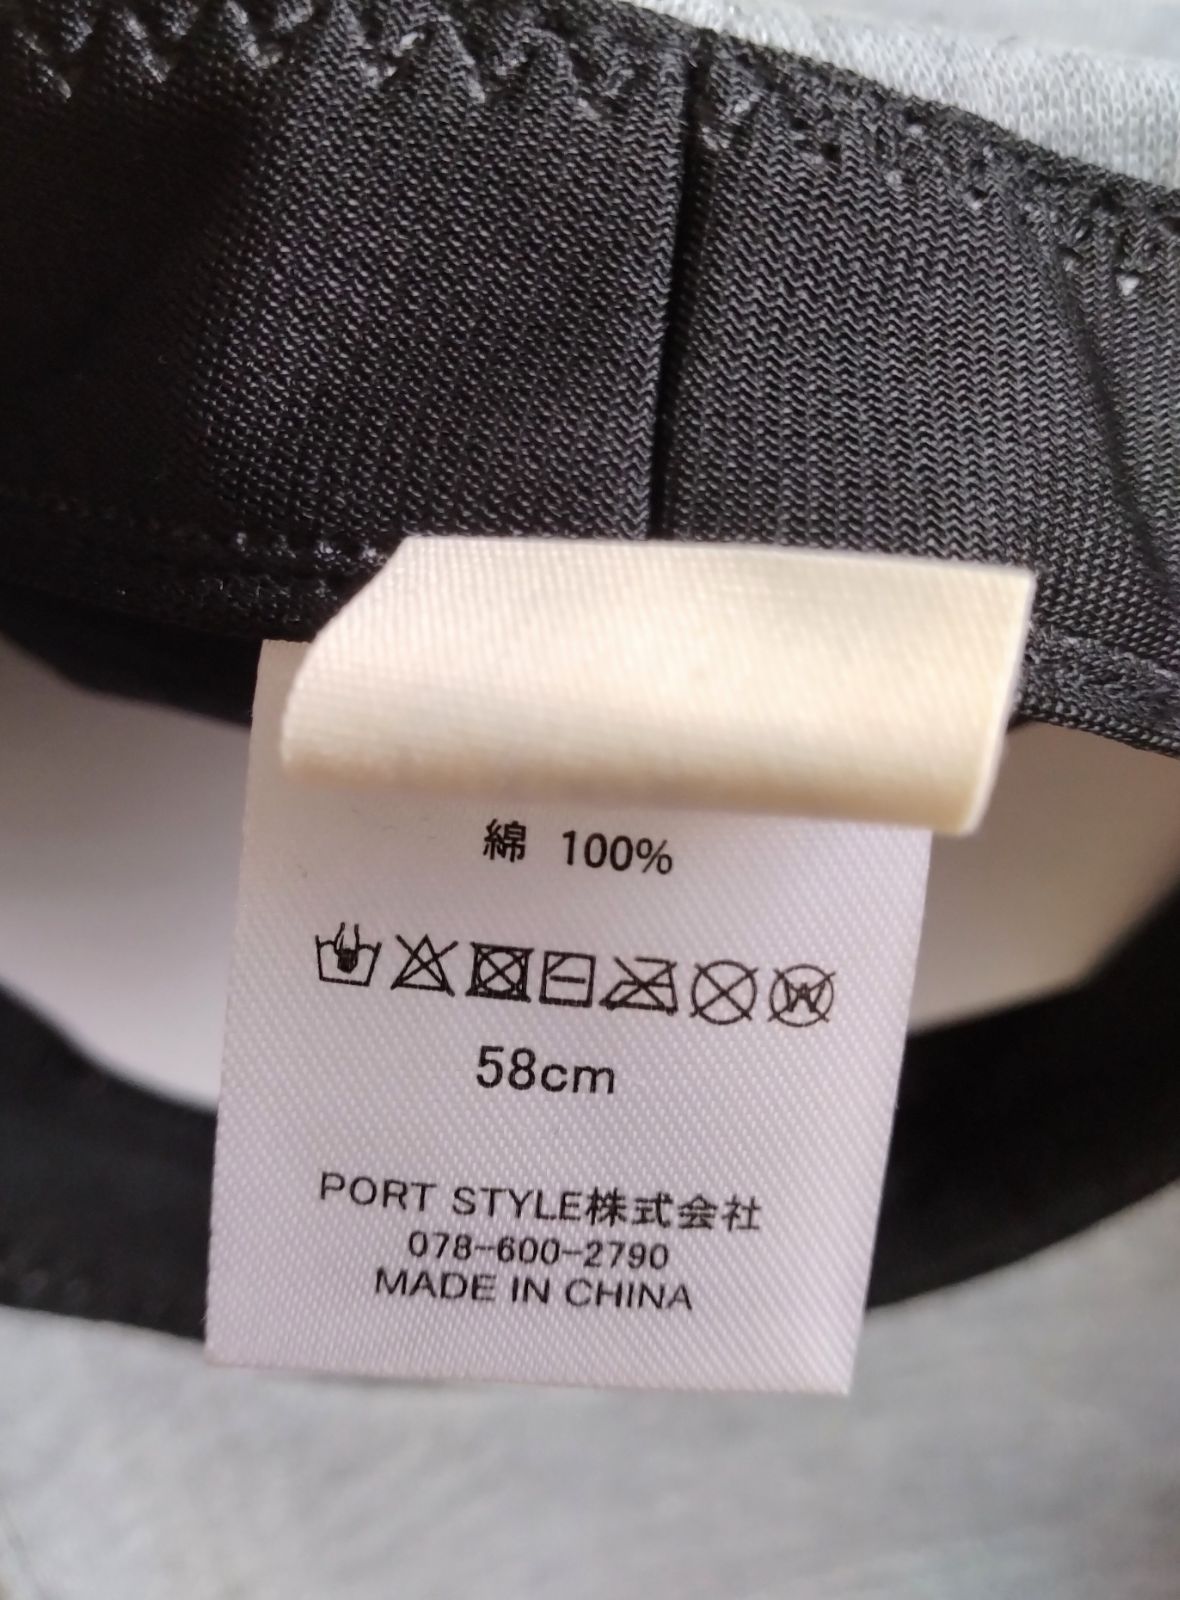 綿 100%
58cm
PORT STYLE株式会社
078-600-2790
MADE IN CHINA